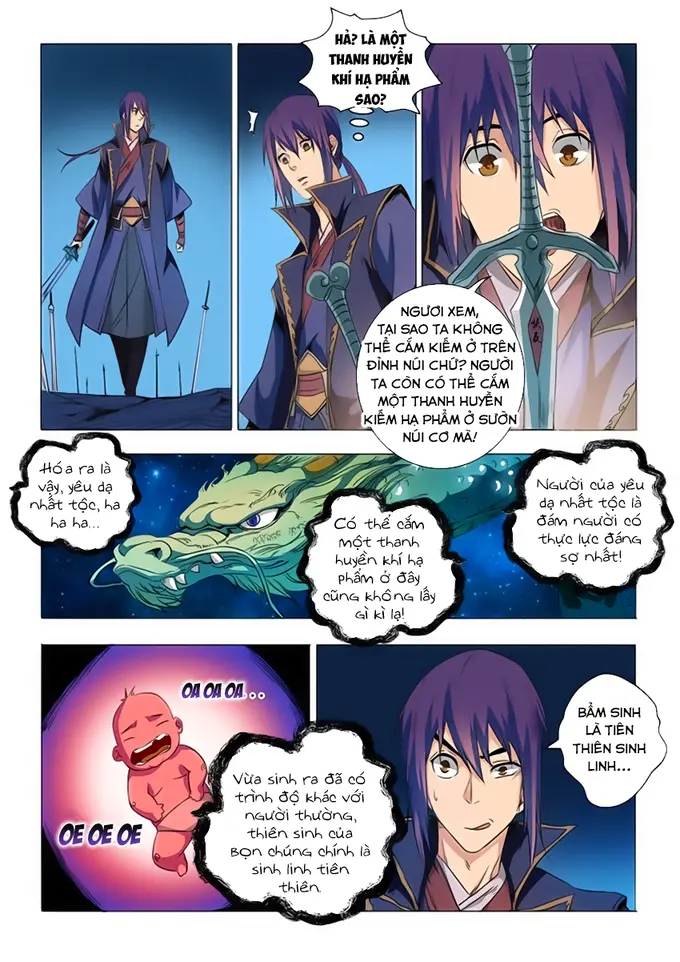 HẢ? LÀ MỘT
THANH HUYỀN
KHÍ HẠ PHẨM
SAO?
NGƯƠI XEM,
TẠI SAO TA KHÔNG
THỂ CẮM KIẾM Ở TRÊN
ĐỈNH NÚI CHỨ? NGƯỜI
TA CÒN CÓ THỂ CẮM
MỘT THANH HUYỀN
KIẾM HẠ PHẨM Ở SƯỜN
NÚI CƠ MÀ!
Hóa ra là
vậy, yêu dạ
nhất tộc, ha
ha ha...
Có thể cắm
một thanh
huyền khí hạ
phẩm ở đây
cũng không lấy
gì kì lạ!
Người của yêu
dạ nhất tộc là
đám người có
thực lực đáng
sợ nhất!
OA OA OA...
OE OE OE
Vừa sinh ra đã có
trình độ khác với
người thường,
thiên sinh của
bọn chúng chính là
sinh linh tiên
thiên.
BẨM SINH
LÀ TIÊN
THIÊN SINH
LINH...